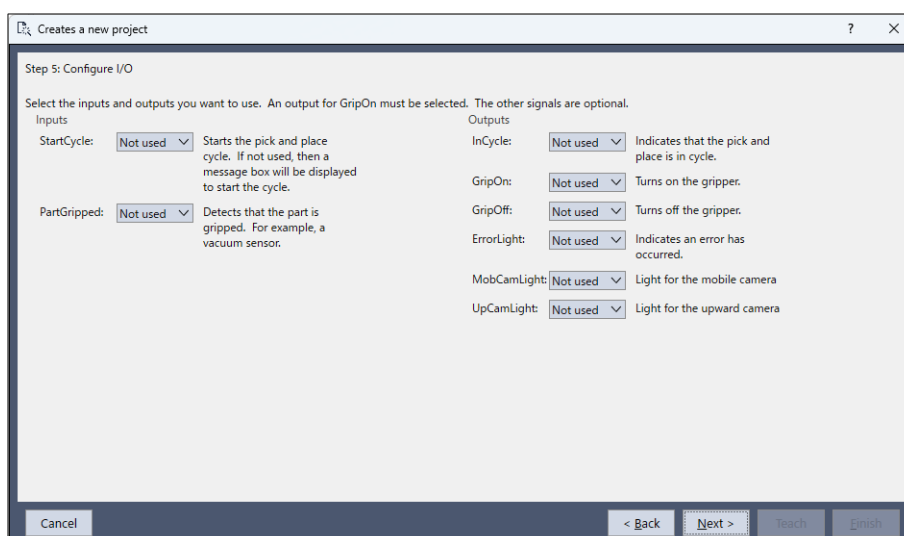 Creates a new project
?
Step 5: Configure I/O
Select the inputs and outputs you want to use.  An output for GripOn must be selected.  The other signals are optional.
Inputs
StartCycle:
Not used
Starts the pick and place
cycle.  If not used, then a
message box will be displayed
to start the cycle.
PartGripped:
Not used
Detects that the part is
gripped.  For example, a
vacuum sensor.
Outputs
InCycle:
Not used
Indicates that the pick and
place is in cycle.
GripOn:
Not used
Turns on the gripper.
GripOff:
Not used
Turns off the gripper.
ErrorLight:
Not used
Indicates an error has
occurred.
MobCamLight:
Not used
Light for the mobile camera
UpCamLight:
Not used
Light for the upward camera
Cancel
< Back
Next >
Teach
Finish